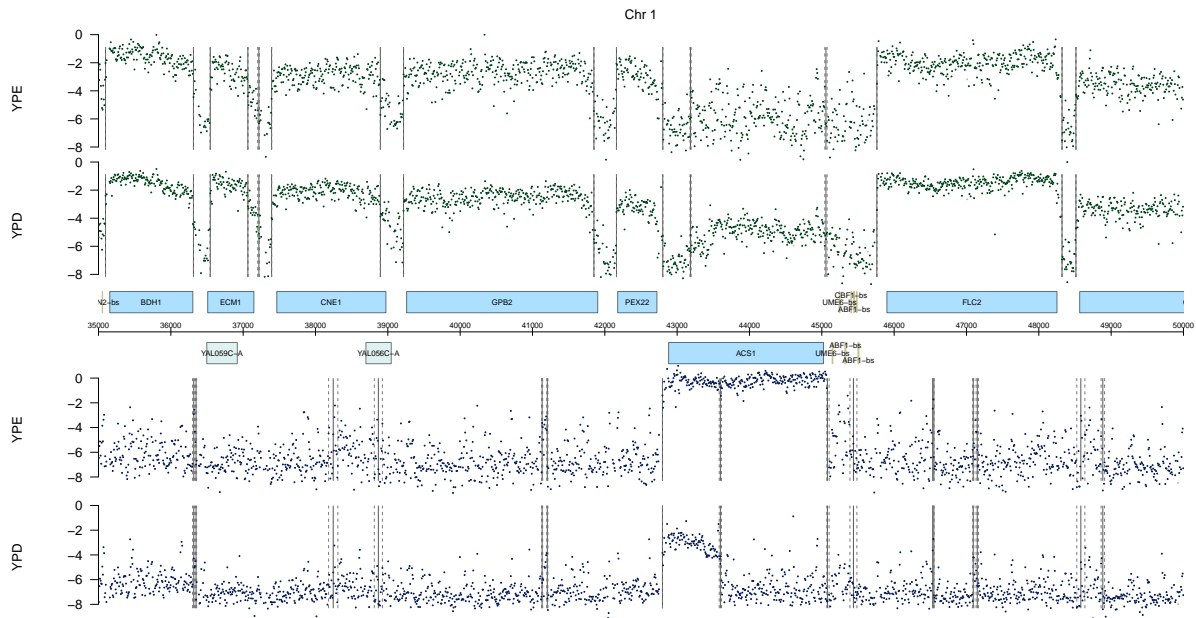 Chr 1
YPE
0
−2
−4
−6
−8
YPD
0
−2
−4
−6
−8
BDH1 ECM1 CNE1 GPB2 PEX22 FLC2
N2−bs UME6−bs CBF1−bs ABF1−bs
35000 36000 37000 38000 39000 40000 41000 42000 43000 44000 45000 46000 47000 48000 49000 50000
YAL059C−A YAL056C−A ACS1 UME6−bs ABF1−bs ABF1−bs
YPE
0
−2
−4
−6
−8
YPD
0
−2
−4
−6
−8